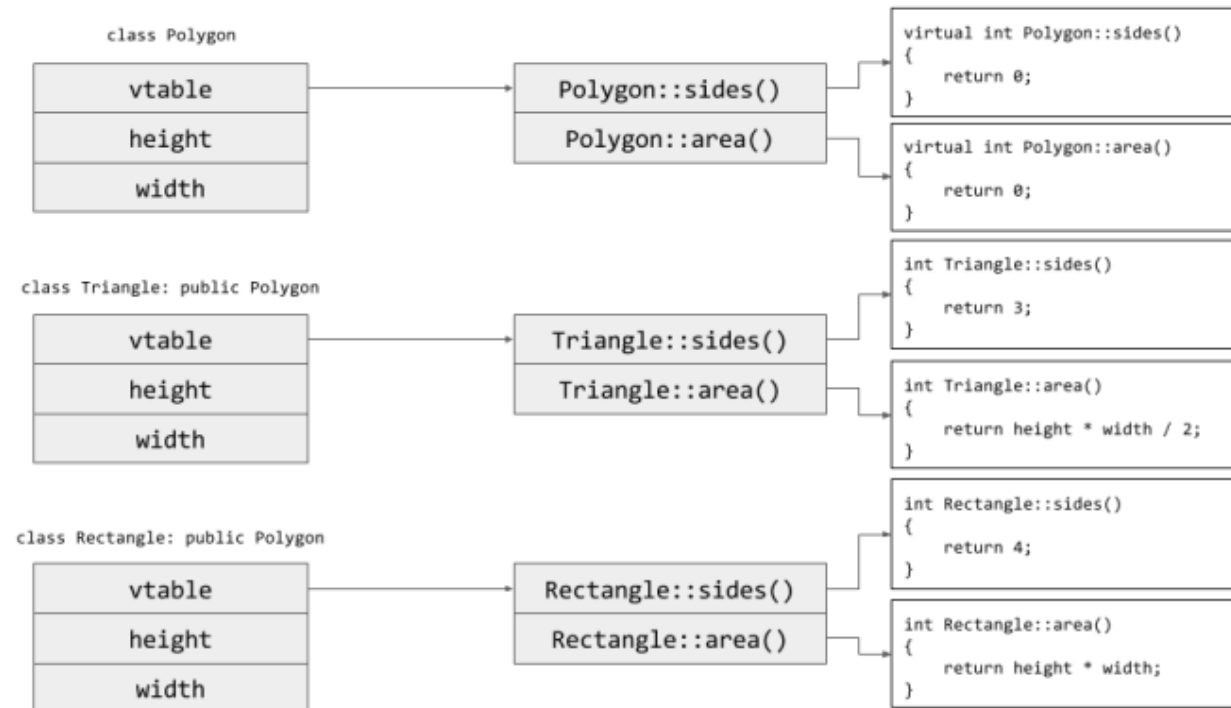 class Polygon
vtable
height
width
Polygon::sides()
Polygon::area()
virtual int Polygon::sides()
{
    return 0;
}
virtual int Polygon::area()
{
    return 0;
}
class Triangle: public Polygon
vtable
height
width
Triangle::sides()
Triangle::area()
int Triangle::sides()
{
    return 3;
}
int Triangle::area()
{
    return height * width / 2;
}
class Rectangle: public Polygon
vtable
height
width
Rectangle::sides()
Rectangle::area()
int Rectangle::sides()
{
    return 4;
}
int Rectangle::area()
{
    return height * width;
}